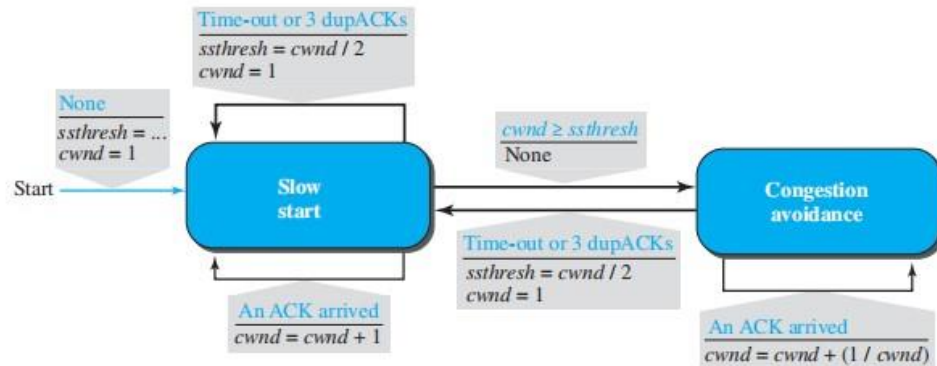 Time-out or 3 dupACKs
ssthresh = cwnd / 2
cwnd = 1
None
ssthresh = ...
cwnd = 1
Start
Slow
start
cwnd ≥ ssthresh
None
Congestion
avoidance
Time-out or 3 dupACKs
ssthresh = cwnd / 2
cwnd = 1
An ACK arrived
cwnd = cwnd + 1
An ACK arrived
cwnd = cwnd + (1 / cwnd)